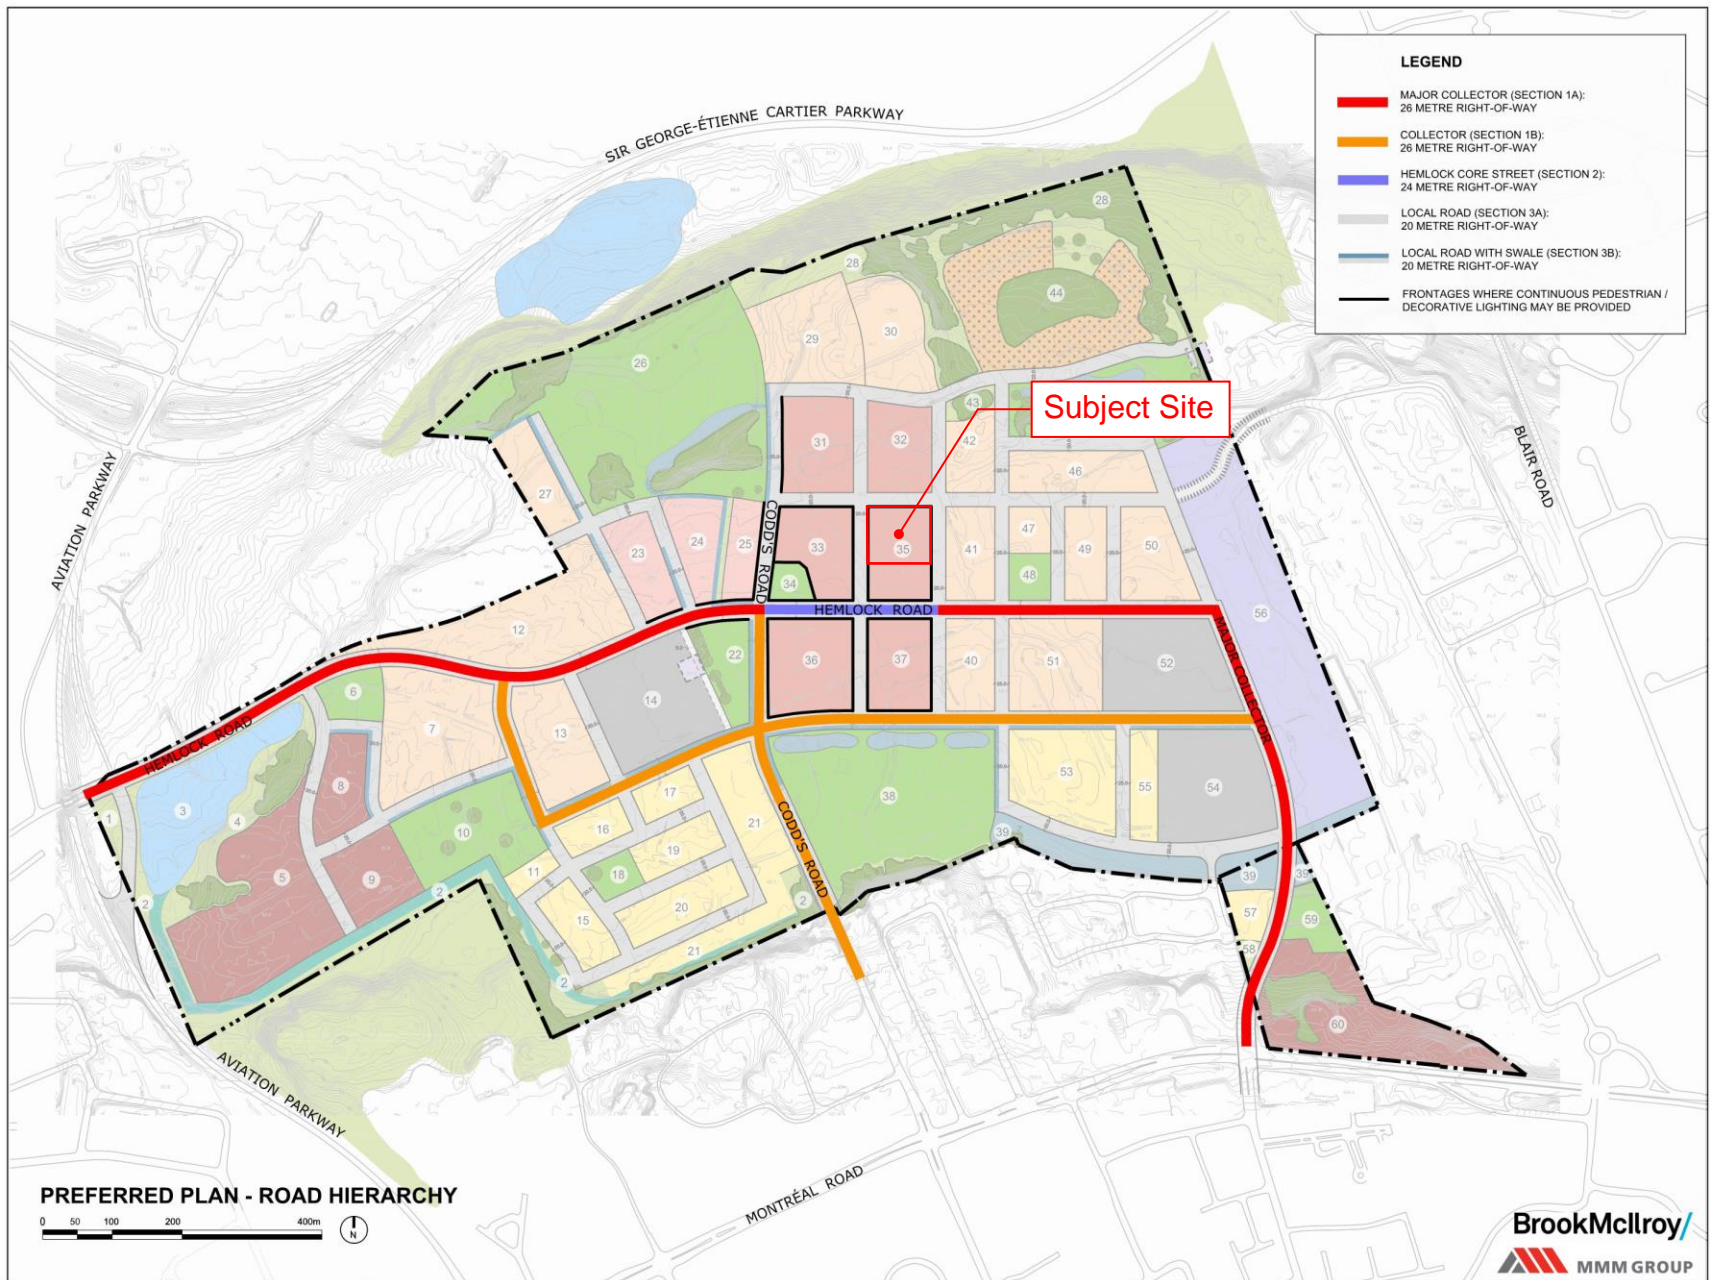 LEGEND
MAJOR COLLECTOR (SECTION 1A):
26 METRE RIGHT-OF-WAY
COLLECTOR (SECTION 1B):
26 METRE RIGHT-OF-WAY
HEMLOCK CORE STREET (SECTION 2):
24 METRE RIGHT-OF-WAY
LOCAL ROAD (SECTION 3A):
20 METRE RIGHT-OF-WAY
LOCAL ROAD WITH SWALE (SECTION 3B):
20 METRE RIGHT-OF-WAY
FRONTAGES WHERE CONTINUOUS PEDESTRIAN /
DECORATIVE LIGHTING MAY BE PROVIDED
SIR GEORGE-ÉTIENNE CARTIER PARKWAY
28
28
44
26
29
30
Subject Site
43
31
32
42
46
BLAIR ROAD
AVIATION PARKWAY
27
CODD'S ROAD
23
24
25
33
35
41
47
49
50
34
48
HEMLOCK ROAD
56
12
22
36
37
40
51
52
MAJOR COLLECTOR
6
14
HEMLOCK ROAD
7
13
8
3
1
4
10
17
16
21
38
53
55
54
CODD'S ROAD
39
5
9
2
11
18
19
2
15
20
2
39
39
57
59
21
58
2
60
AVIATION PARKWAY
MONTRÉAL ROAD
PREFERRED PLAN - ROAD HIERARCHY
0 50 100 200 400m
N
BrookMcIlroy/
MMM GROUP